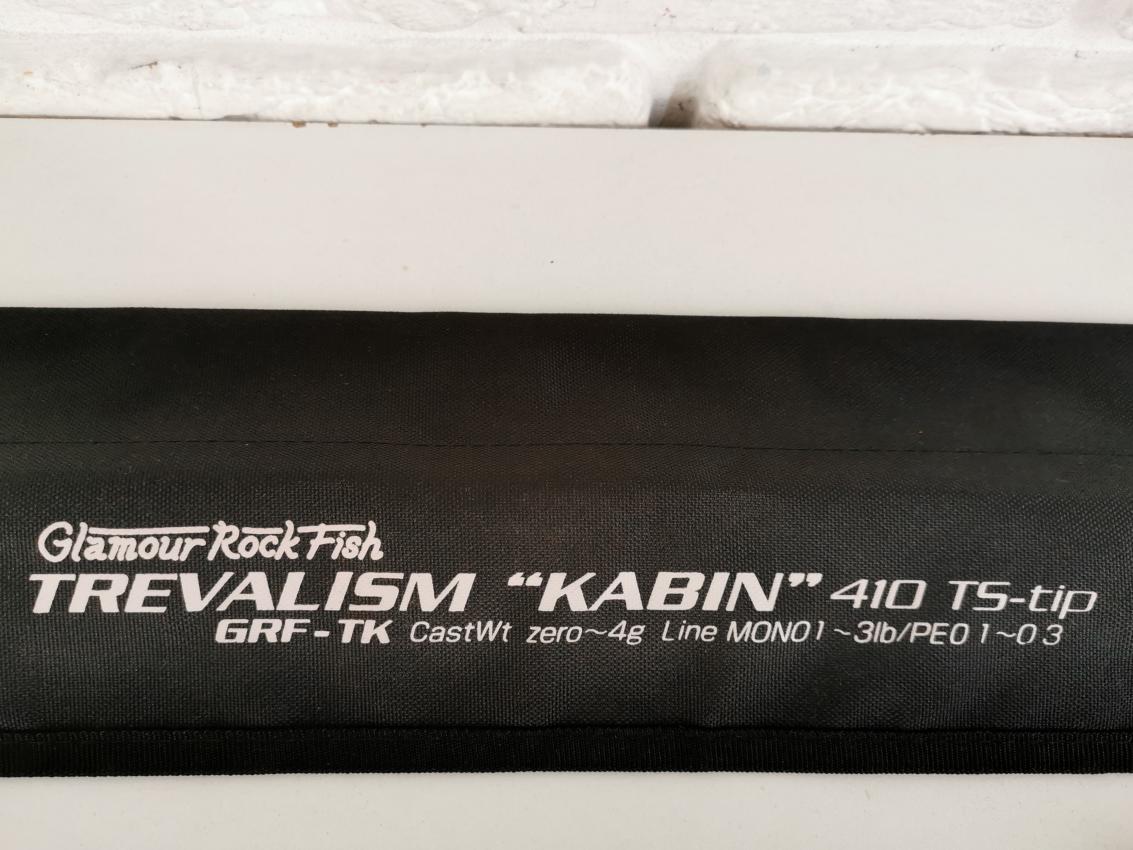 Glamour Rock Fish
TREVALISM “KABIN” 410 TS-tip
GRF-TK CastWt zero~4g Line MONO1~3lb/PE0 1~0 3